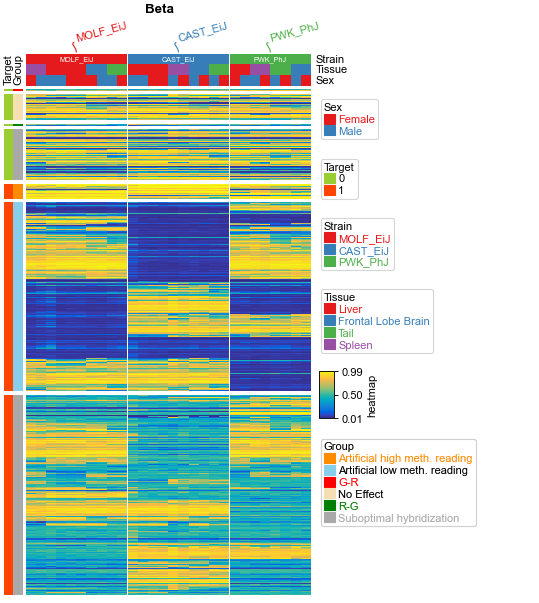 Beta
MOLF_EiJ
CAST_EiJ
PWK_PhJ
MOLF_EiJ
CAST_EiJ
PWK_PhJ
Strain
Tissue
Sex
Target
Group
Sex
Female
Male
Target
0
1
Strain
MOLF_EiJ
CAST_EiJ
PWK_PhJ
Tissue
Liver
Frontal Lobe Brain
Tail
Spleen
0.99
0.50
0.01
heatmap
Group
Artificial high meth. reading
Artificial low meth. reading
G-R
No Effect
R-G
Suboptimal hybridization